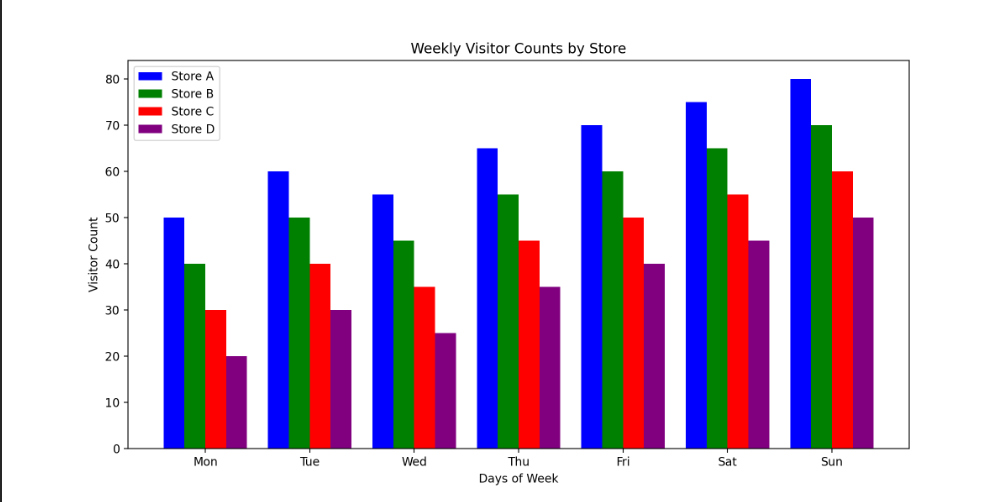 Weekly Visitor Counts by Store
Store A
Store B
Store C
Store D
80
70
60
50
40
30
20
10
0
Visitor Count
Mon Tue Wed Thu Fri Sat Sun
Days of Week